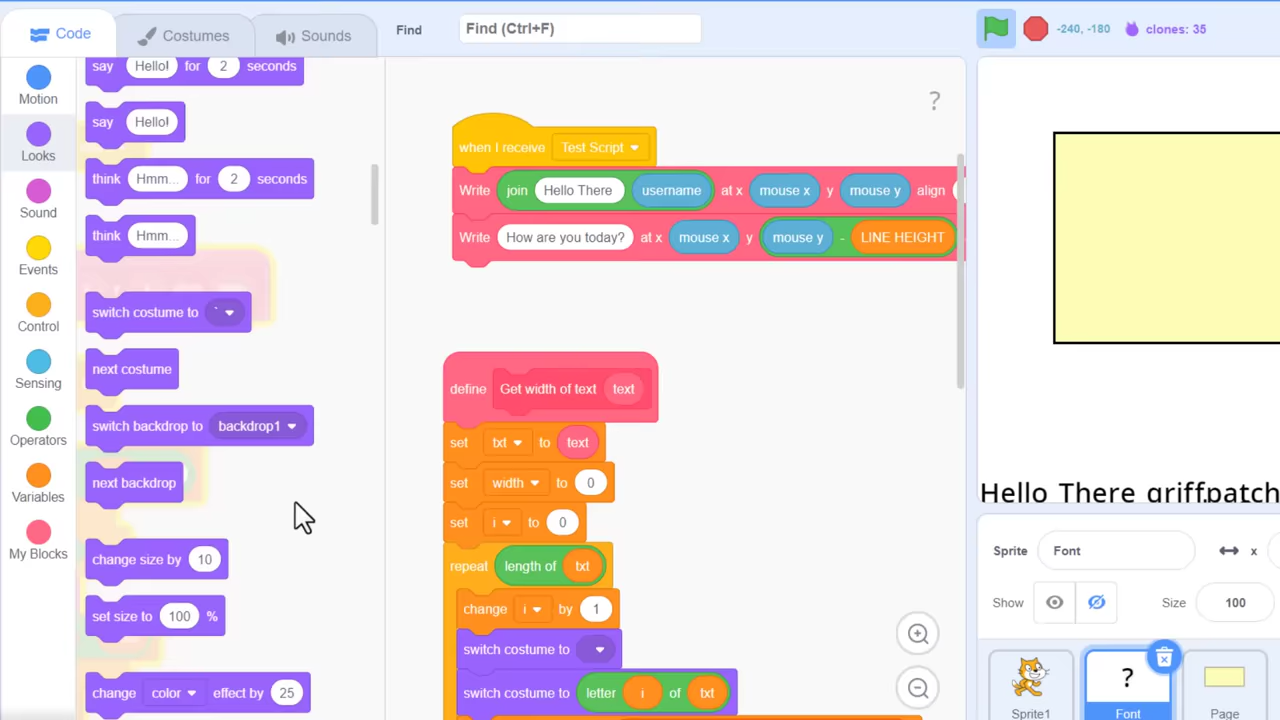 Code
Costumes
Sounds
Find
Find (Ctrl+F)
-240, -180
clones: 35
Motion
Looks
Sound
Events
Control
Sensing
Operators
Variables
My Blocks
say Hello! for 2 seconds
say Hello!
think Hmm... for 2 seconds
think Hmm...
switch costume to `
next costume
switch backdrop to backdrop1
next backdrop
change size by 10
set size to 100 %
change color effect by 25
?
when I receive Test Script
Write join Hello There username at x mouse x y mouse y align
Write How are you today? at x mouse x y mouse y - LINE HEIGHT
define Get width of text text
set txt to text
set width to 0
set i to 0
repeat length of txt
change i by 1
switch costume to
switch costume to letter i of txt
Hello There griffpatch
Sprite Font
x
Show
Size 100
Sprite1
?
Font
Page